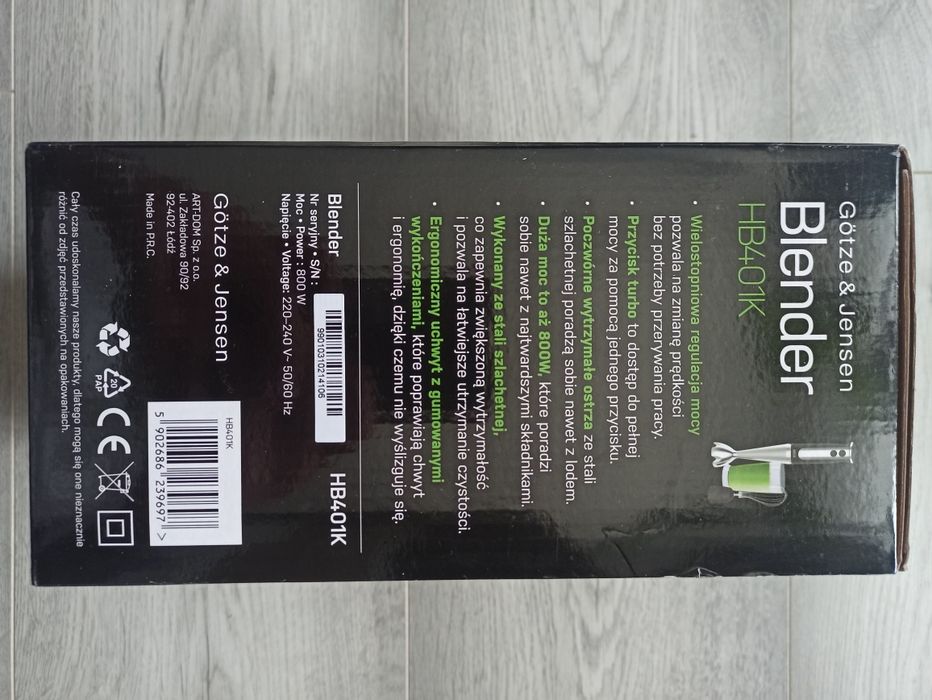 Götze & Jensen
Blender
HB401K
• Wielostopniowa regulacja mocy
pozwala na zmianę prędkości
bez potrzeby przerywania pracy.
• Przycisk turbo to dostęp do pełnej
mocy za pomocą jednego przycisku.
• Poczwórne wytrzymałe ostrza ze stali
szlachetnej poradzą sobie nawet z lodem.
• Duża moc to aż 800W, które poradzi
sobie nawet z najtwardszymi składnikami.
• Wykonany ze stali szlachetnej,
co zapewnia zwiększoną wytrzymałość
i pozwala na łatwiejsze utrzymanie czystości.
• Ergonomiczny uchwyt z gumowanymi
wykończeniami, które poprawiają chwyt
i ergonomię, dzięki czemu nie wyślizguje się.
Blender HB401K
Nr seryjny • S/N :
99010310214106
Moc • Power : 800 W
Napięcie • Voltage: 220-240 V~ 50/60 Hz
Götze & Jensen
ART-DOM Sp. z o.o.
ul. Zakładowa 90/92
92-402 Łódź
Made in P.R.C.
HB401K
5 902686 239697 >
20
PAP
CE
Cały czas udoskonalamy nasze produkty, dlatego mogą się one nieznacznie
różnić od zdjęć przedstawionych na opakowaniach.